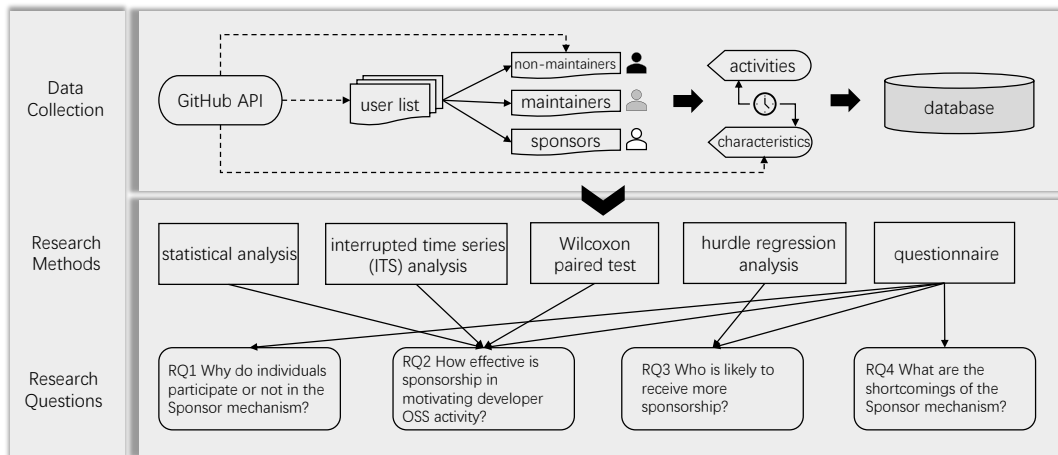 Data
Collection
GitHub API
user list
non-maintainers
maintainers
sponsors
activities
characteristics
database
Research
Methods
statistical analysis
interrupted time series
(ITS) analysis
Wilcoxon
paired test
hurdle regression
analysis
questionnaire
Research
Questions
RQ1 Why do individuals
participate or not in the
Sponsor mechanism?
RQ2 How effective is
sponsorship in
motivating developer
OSS activity?
RQ3 Who is likely to
receive more
sponsorship?
RQ4 What are the
shortcomings of the
Sponsor mechanism?